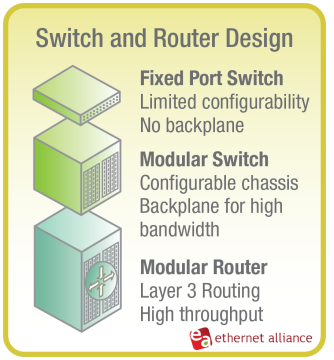 Switch and Router Design
Fixed Port Switch
Limited configurability
No backplane
Modular Switch
Configurable chassis
Backplane for high
bandwidth
Modular Router
Layer 3 Routing
High throughput
ea ethernet alliance